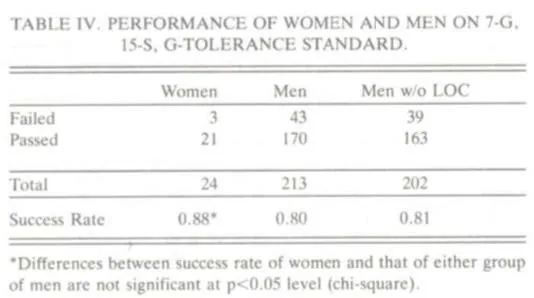 TABLE IV. PERFORMANCE OF WOMEN AND MEN ON 7-G,
15-S, G-TOLERANCE STANDARD.
Women Men Men w/o LOC
Failed 3 43 39
Passed 21 170 163
Total 24 213 202
Success Rate 0.88* 0.80 0.81
*Differences between success rate of women and that of either group
of men are not significant at p<0.05 level (chi-square).